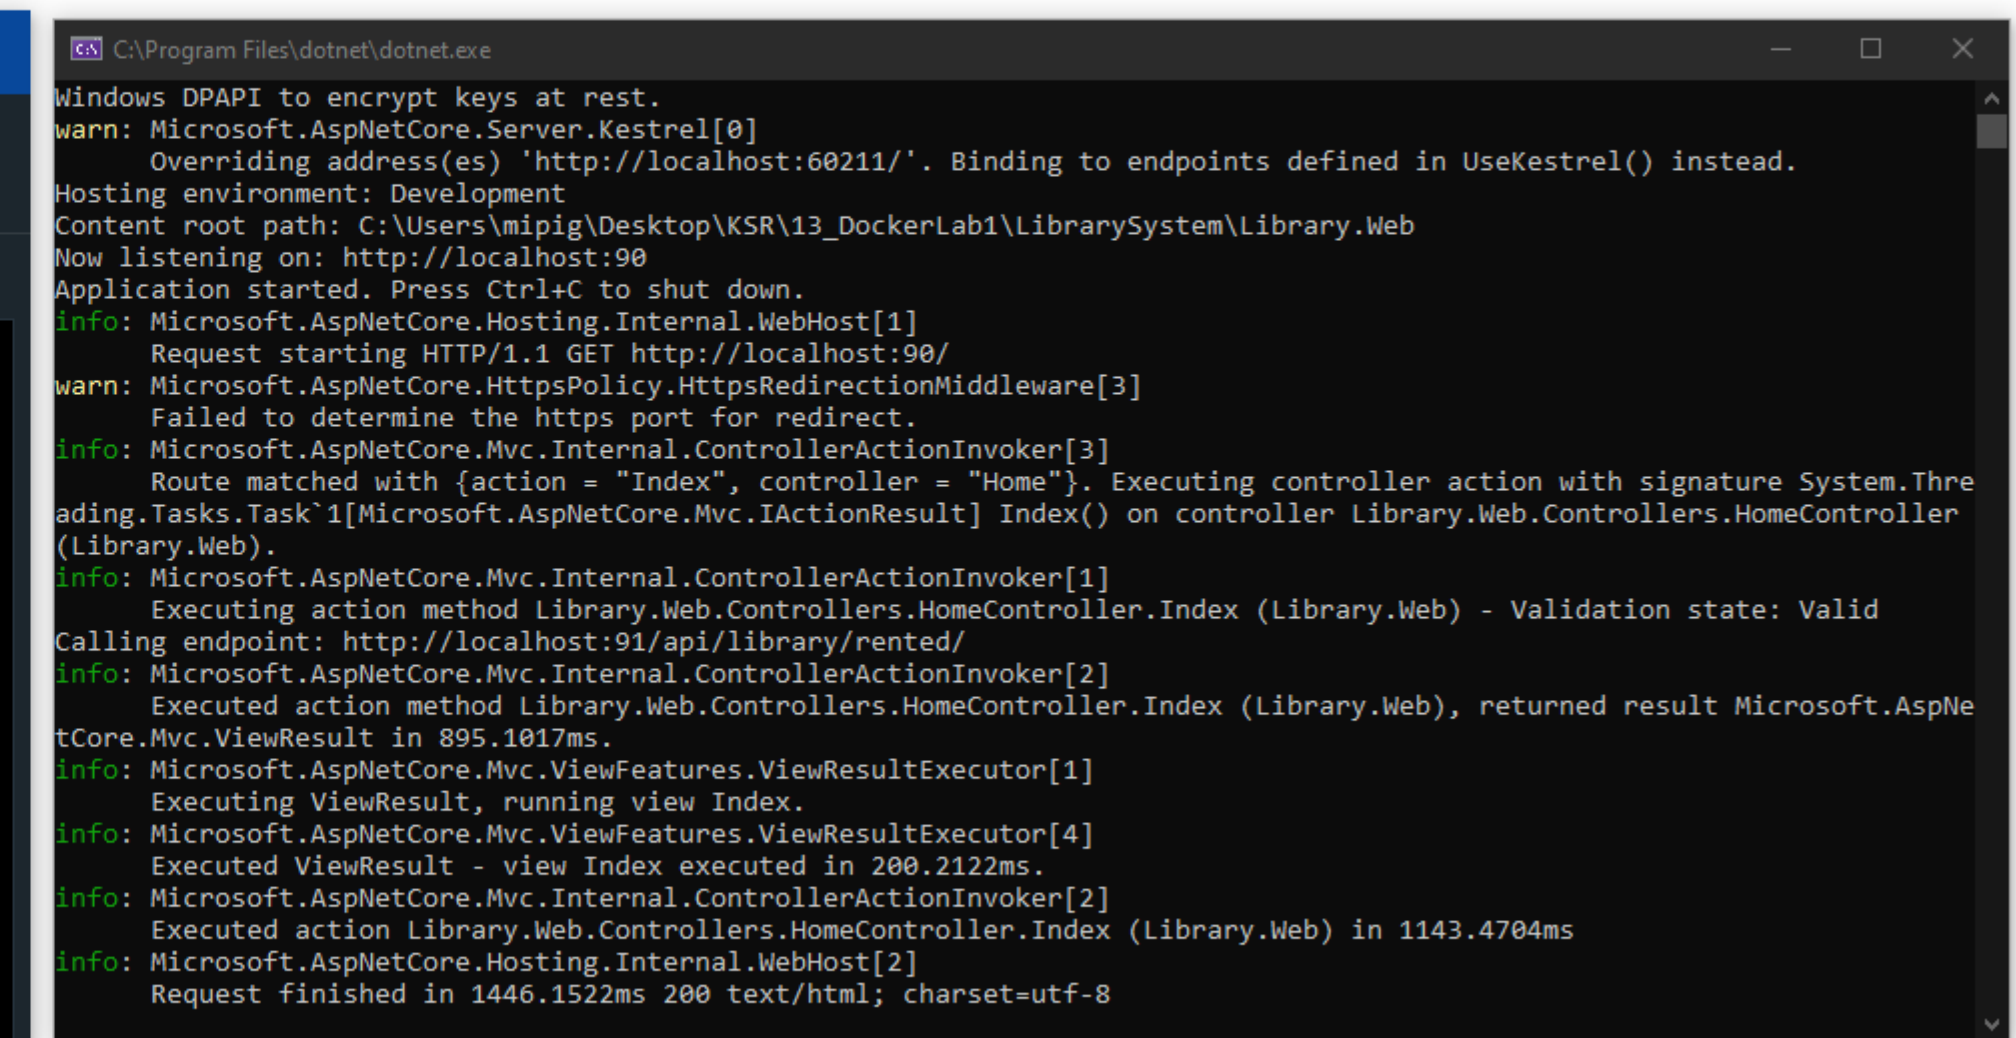 C:\Program Files\dotnet\dotnet.exe
Windows DPAPI to encrypt keys at rest.
warn: Microsoft.AspNetCore.Server.Kestrel[0]
      Overriding address(es) 'http://localhost:60211/'. Binding to endpoints defined in UseKestrel() instead.
Hosting environment: Development
Content root path: C:\Users\mipig\Desktop\KSR\13_DockerLab1\LibrarySystem\Library.Web
Now listening on: http://localhost:90
Application started. Press Ctrl+C to shut down.
info: Microsoft.AspNetCore.Hosting.Internal.WebHost[1]
      Request starting HTTP/1.1 GET http://localhost:90/
warn: Microsoft.AspNetCore.HttpsPolicy.HttpsRedirectionMiddleware[3]
      Failed to determine the https port for redirect.
info: Microsoft.AspNetCore.Mvc.Internal.ControllerActionInvoker[3]
      Route matched with {action = "Index", controller = "Home"}. Executing controller action with signature System.Thre
ading.Tasks.Task`1[Microsoft.AspNetCore.Mvc.IActionResult] Index() on controller Library.Web.Controllers.HomeController
(Library.Web).
info: Microsoft.AspNetCore.Mvc.Internal.ControllerActionInvoker[1]
      Executing action method Library.Web.Controllers.HomeController.Index (Library.Web) - Validation state: Valid
Calling endpoint: http://localhost:91/api/library/rented/
info: Microsoft.AspNetCore.Mvc.Internal.ControllerActionInvoker[2]
      Executed action method Library.Web.Controllers.HomeController.Index (Library.Web), returned result Microsoft.AspNe
tCore.Mvc.ViewResult in 895.1017ms.
info: Microsoft.AspNetCore.Mvc.ViewFeatures.ViewResultExecutor[1]
      Executing ViewResult, running view Index.
info: Microsoft.AspNetCore.Mvc.ViewFeatures.ViewResultExecutor[4]
      Executed ViewResult - view Index executed in 200.2122ms.
info: Microsoft.AspNetCore.Mvc.Internal.ControllerActionInvoker[2]
      Executed action Library.Web.Controllers.HomeController.Index (Library.Web) in 1143.4704ms
info: Microsoft.AspNetCore.Hosting.Internal.WebHost[2]
      Request finished in 1446.1522ms 200 text/html; charset=utf-8